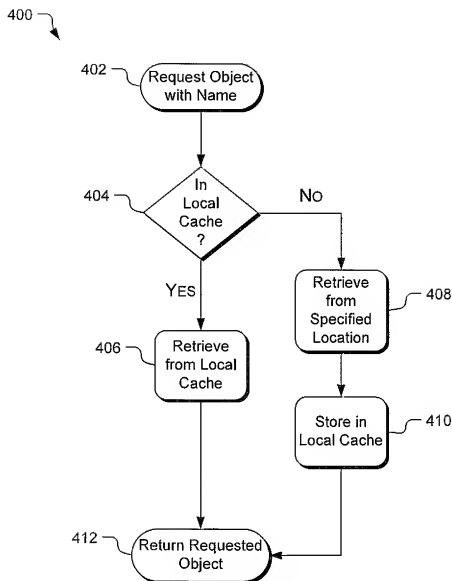 400
402
Request Object
with Name
404
In
Local
Cache
?
No
Yes
Retrieve
from
Specified
Location
408
406
Retrieve
from Local
Cache
Store in
Local Cache
410
412
Return Requested
Object